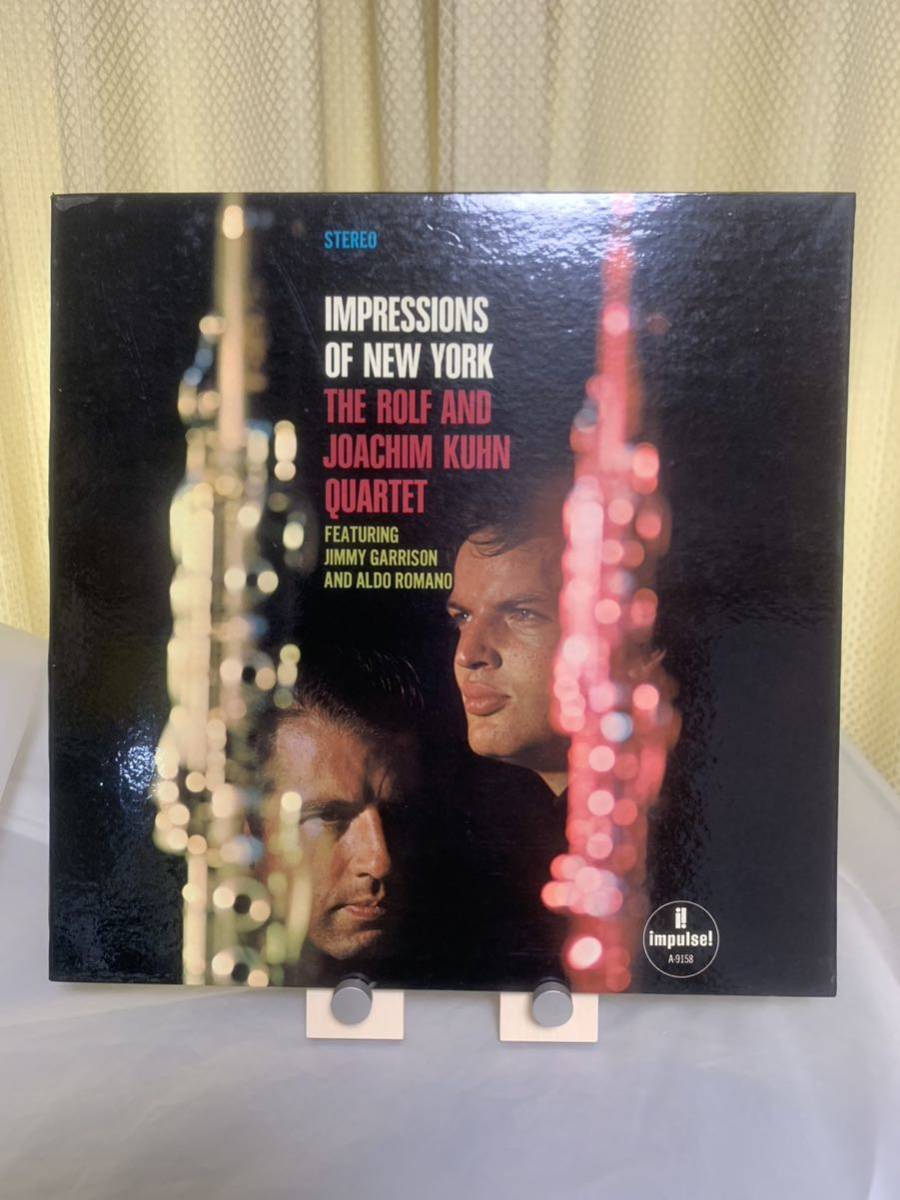 STEREO
IMPRESSIONS
OF NEW YORK
THE ROLF AND
JOACHIM KUHN
QUARTET
FEATURING
JIMMY GARRISON
AND ALDO ROMANO
i!
impulse!
A-9158